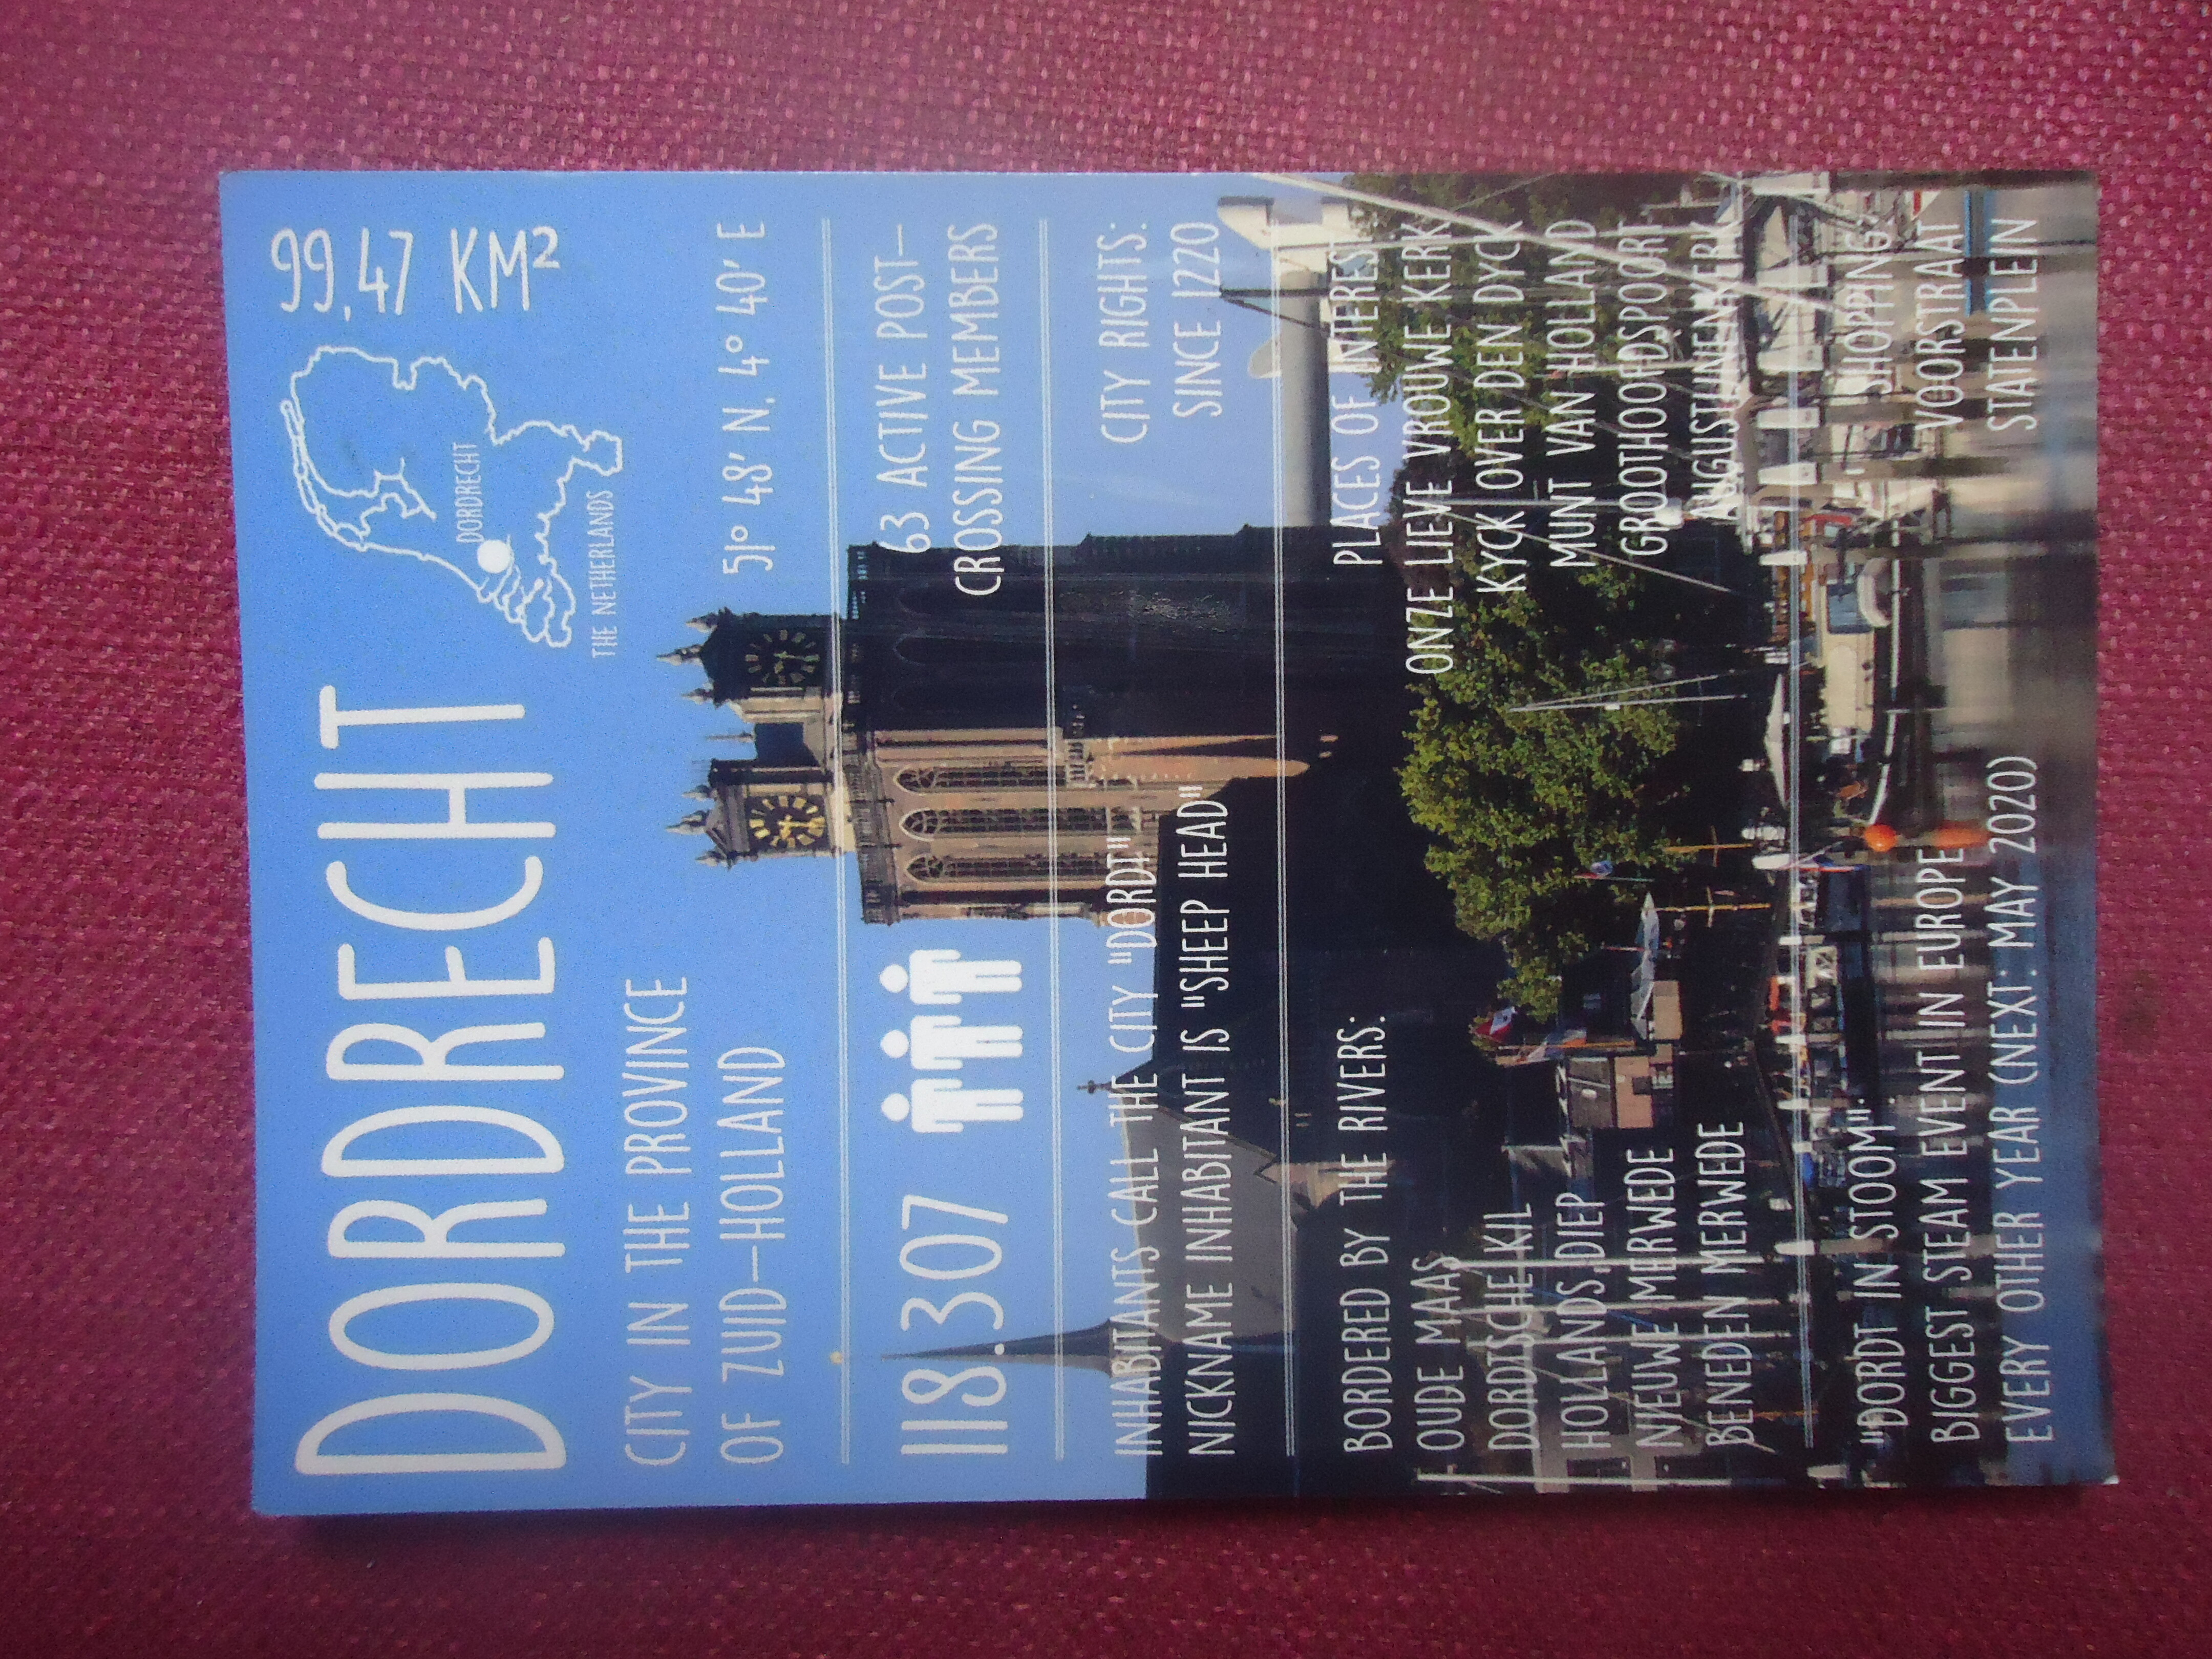 DORDRECHT
99,47 KM²
DORDRECHT
THE NETHERLANDS
CITY IN THE PROVINCE
OF ZUID-HOLLAND
51° 48' N, 4° 40' E
118.307
63 ACTIVE POST-
CROSSING MEMBERS
INHABITANTS CALL THE CITY "DORDT"
NICKNAME INHABITANT IS "SHEEP HEAD"
CITY RIGHTS:
SINCE 1220
BORDERED BY THE RIVERS:
OUDE MAAS
DORDTSCHE KIL
HOLLANDS DIEP
NIEUWE MERWEDE
BENEDEN MERWEDE
PLACES OF INTEREST:
ONZE LIEVE VROUWE KERK
KYCK OVER DEN DYCK
MUNT VAN HOLLAND
GROOTHOOFDSPOORT
AUGUSTIJNENKERK
"DORDT IN STOOM":
BIGGEST STEAM EVENT IN EUROPE
EVERY OTHER YEAR (NEXT: MAY 2020)
SHOPPING:
VOORSTRAAT
STATENPLEIN